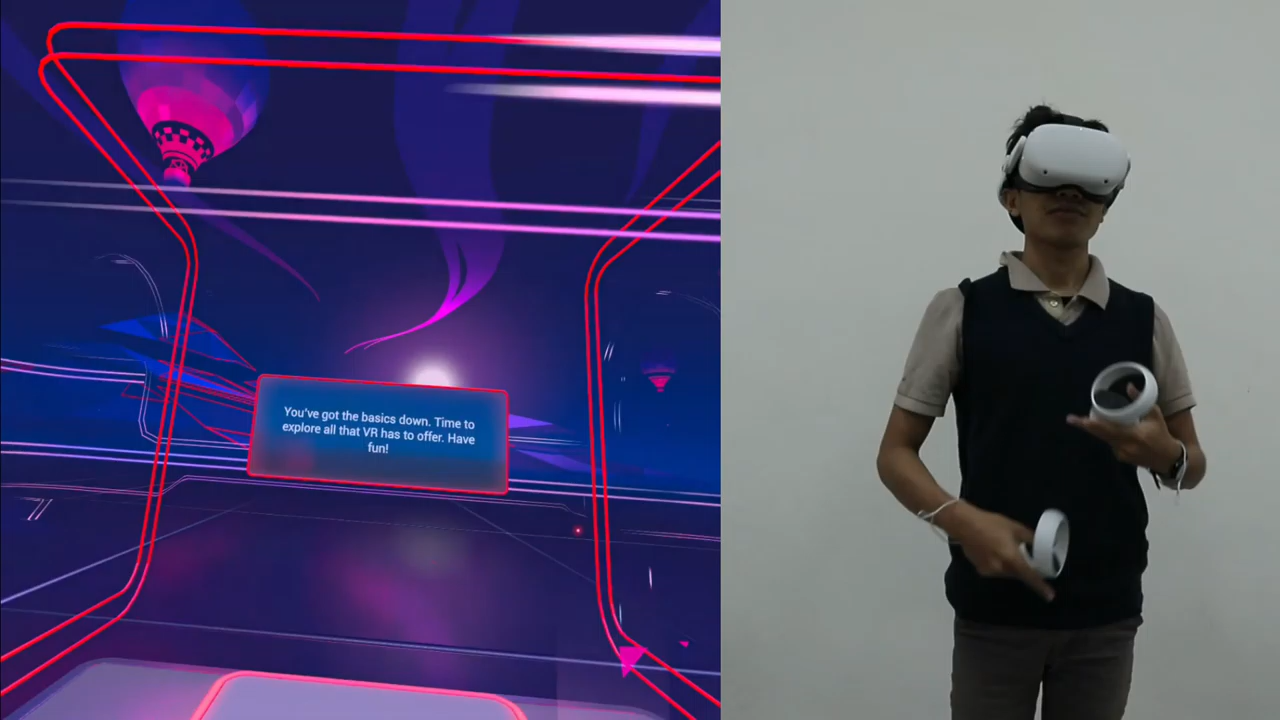 You've got the basics down. Time to
explore all that VR has to offer. Have
fun!